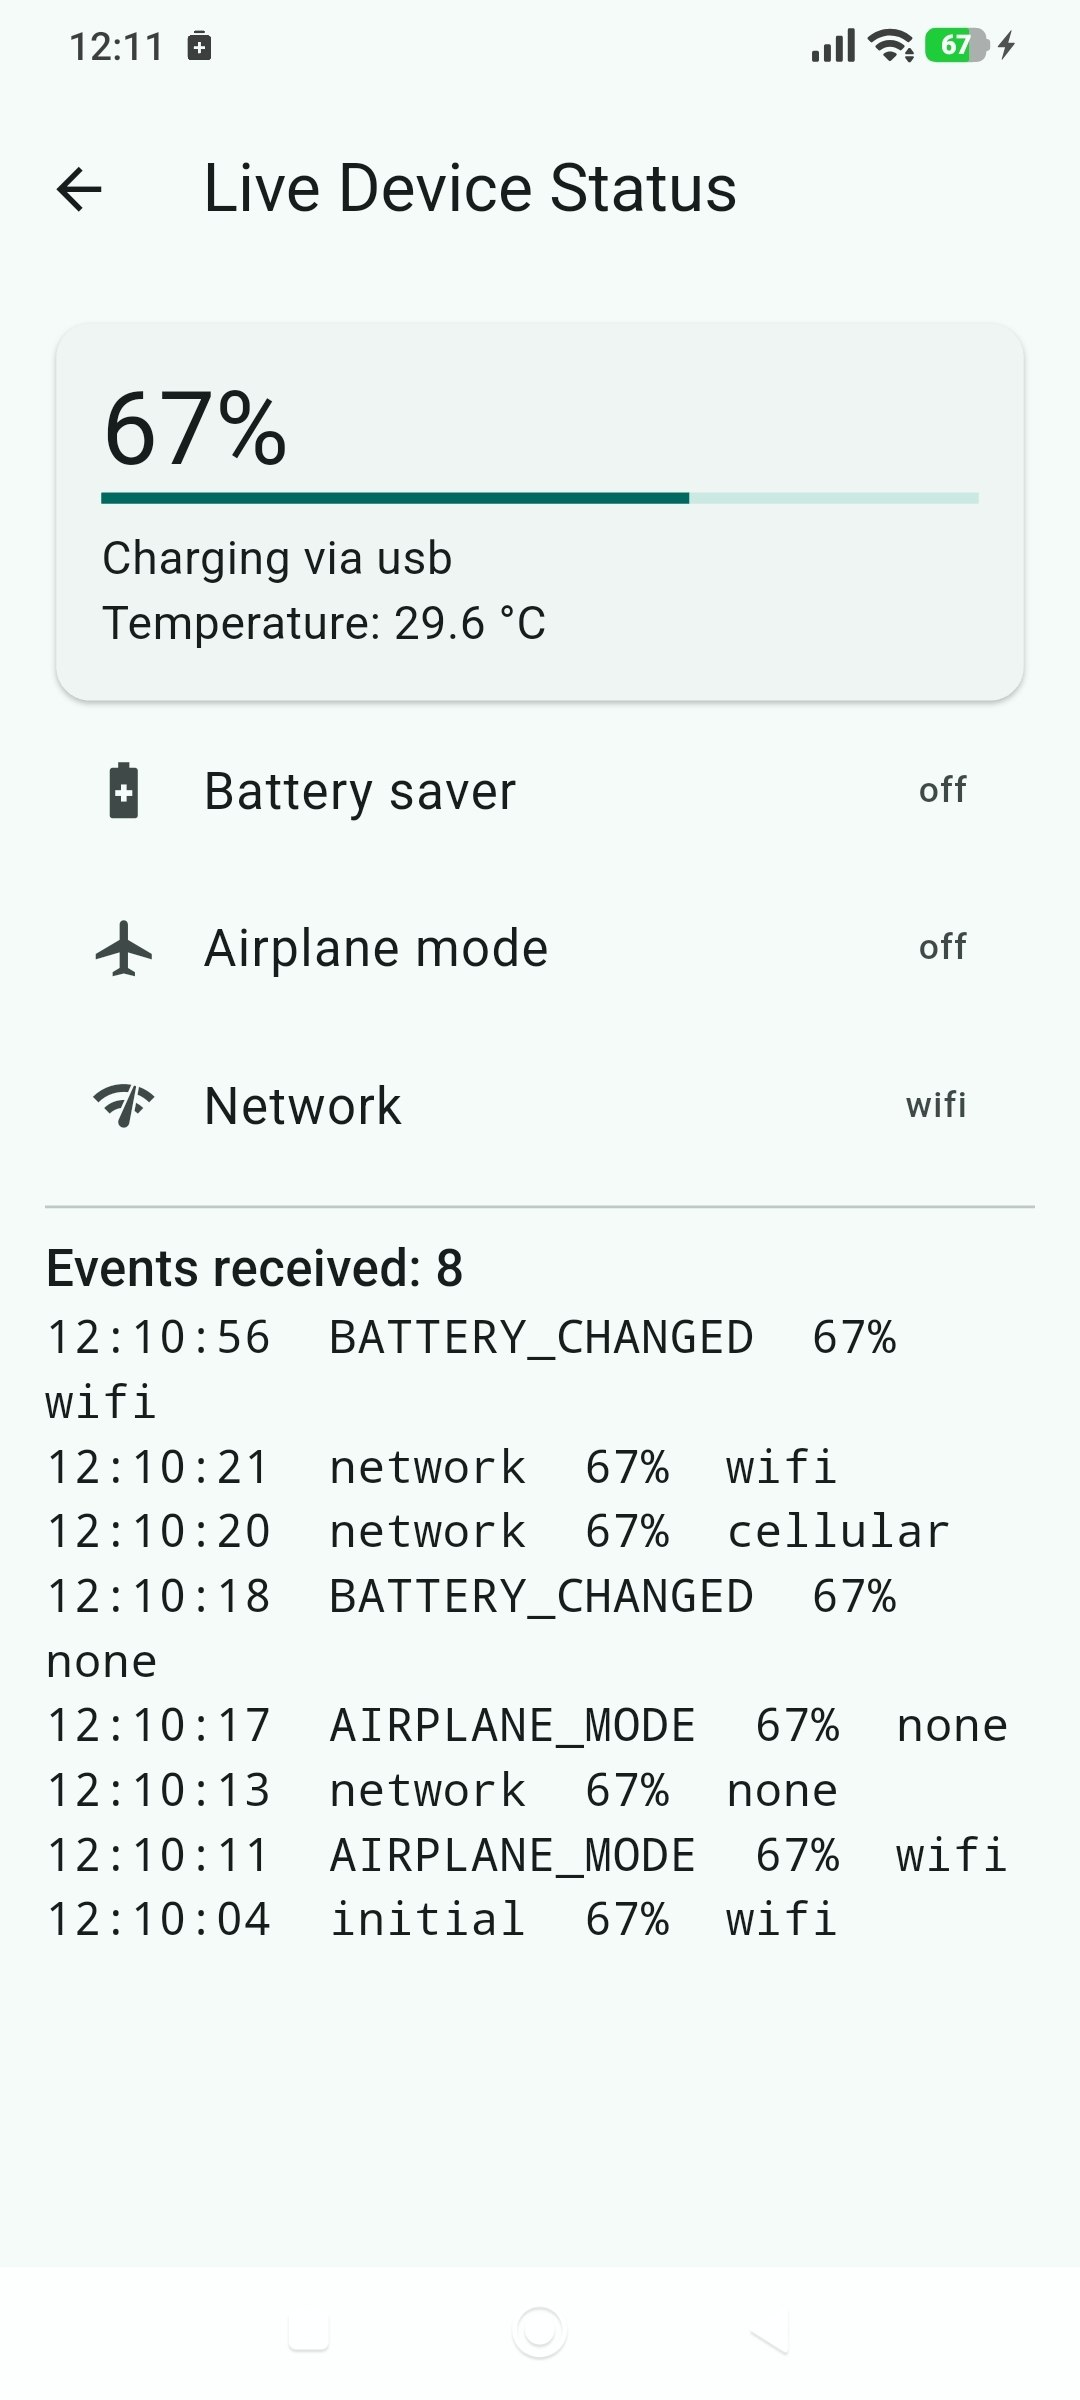 12:11
67
Live Device Status
67%
Charging via usb
Temperature: 29.6 °C
Battery saver off
Airplane mode off
Network wifi
Events received: 8
12:10:56  BATTERY_CHANGED  67%
wifi
12:10:21  network  67%  wifi
12:10:20  network  67%  cellular
12:10:18  BATTERY_CHANGED  67%
none
12:10:17  AIRPLANE_MODE  67%  none
12:10:13  network  67%  none
12:10:11  AIRPLANE_MODE  67%  wifi
12:10:04  initial  67%  wifi